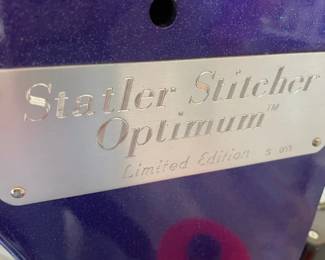 Statler Stitcher
Optimum™
Limited Edition